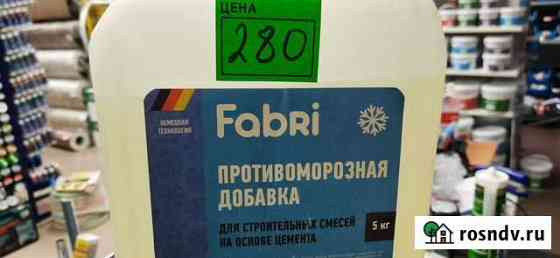 ЦЕНА
280
НЕМЕЦКАЯ
ТЕХНОЛОГИЯ
Fabri
ПРОТИВОМОРОЗНАЯ
ДОБАВКА
ДЛЯ СТРОИТЕЛЬНЫХ СМЕСЕЙ
НА ОСНОВЕ ЦЕМЕНТА
5 кг
rosndv.ru